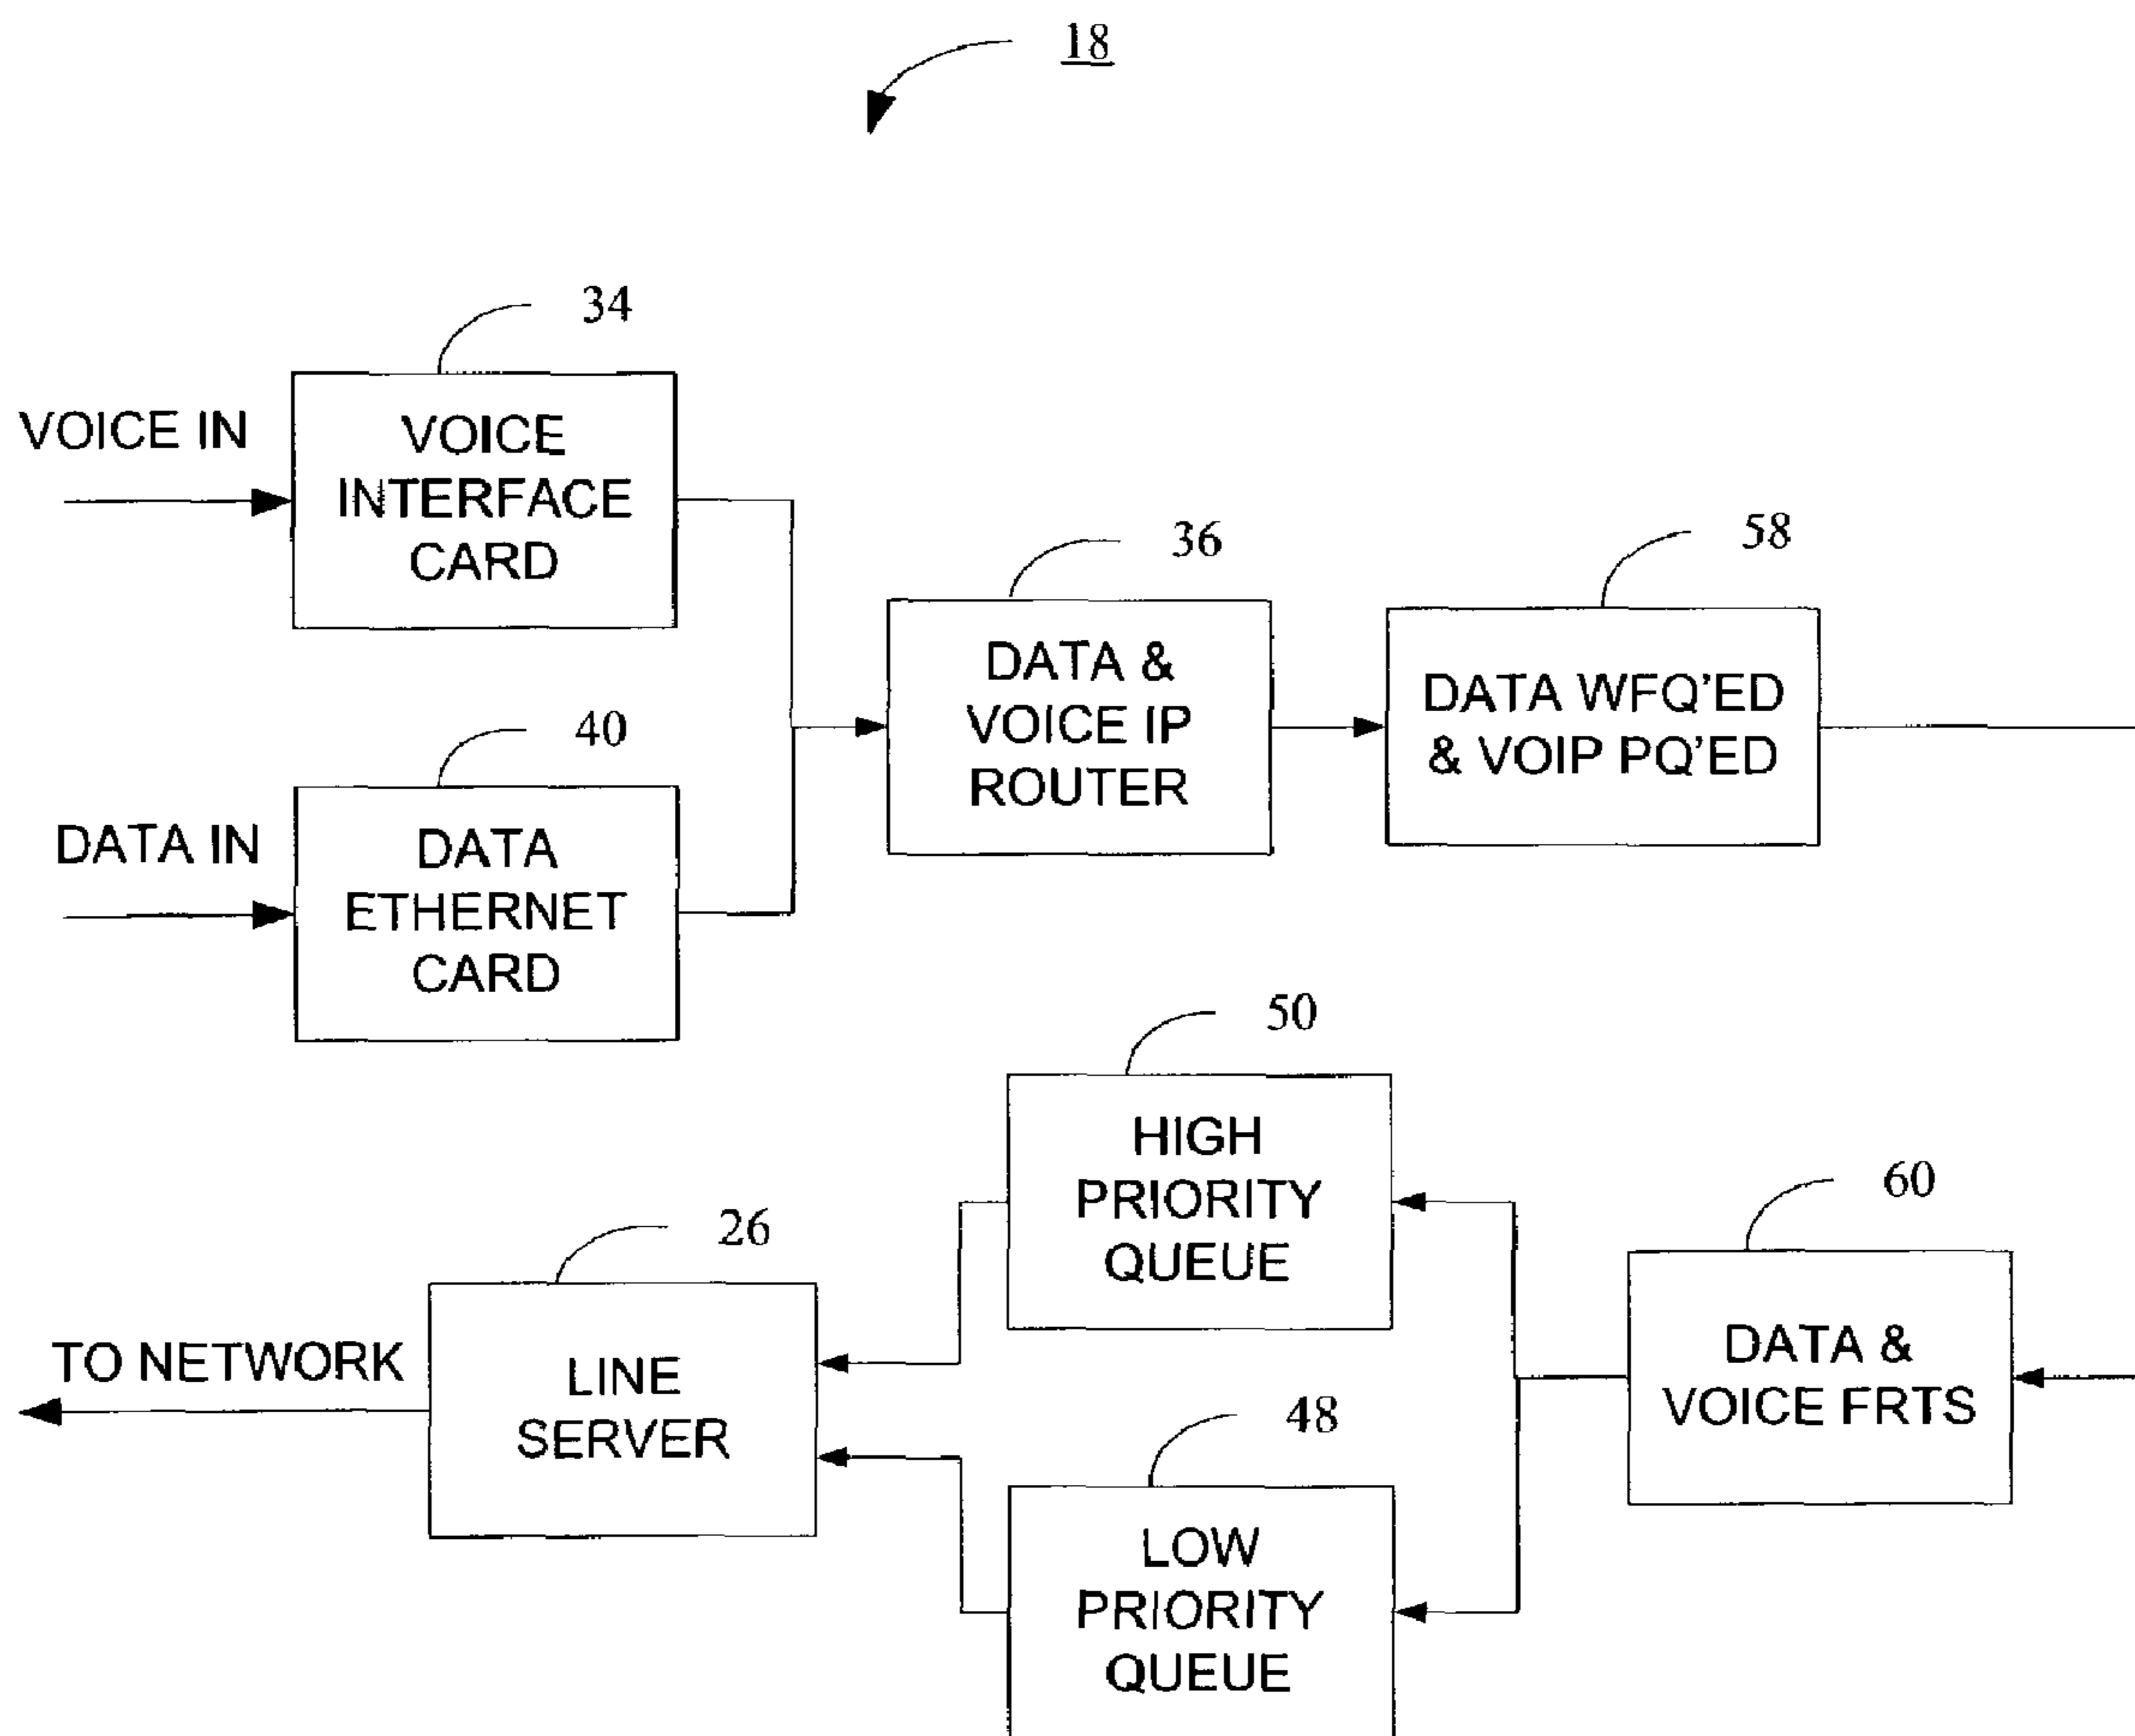 18
34
VOICE IN
VOICE
INTERFACE
CARD
36
DATA &
VOICE IP
ROUTER
58
DATA WFQ'ED
& VOIP PQ'ED
40
DATA IN
DATA
ETHERNET
CARD
50
HIGH
PRIORITY
QUEUE
60
DATA &
VOICE FRTS
26
TO NETWORK
LINE
SERVER
48
LOW
PRIORITY
QUEUE